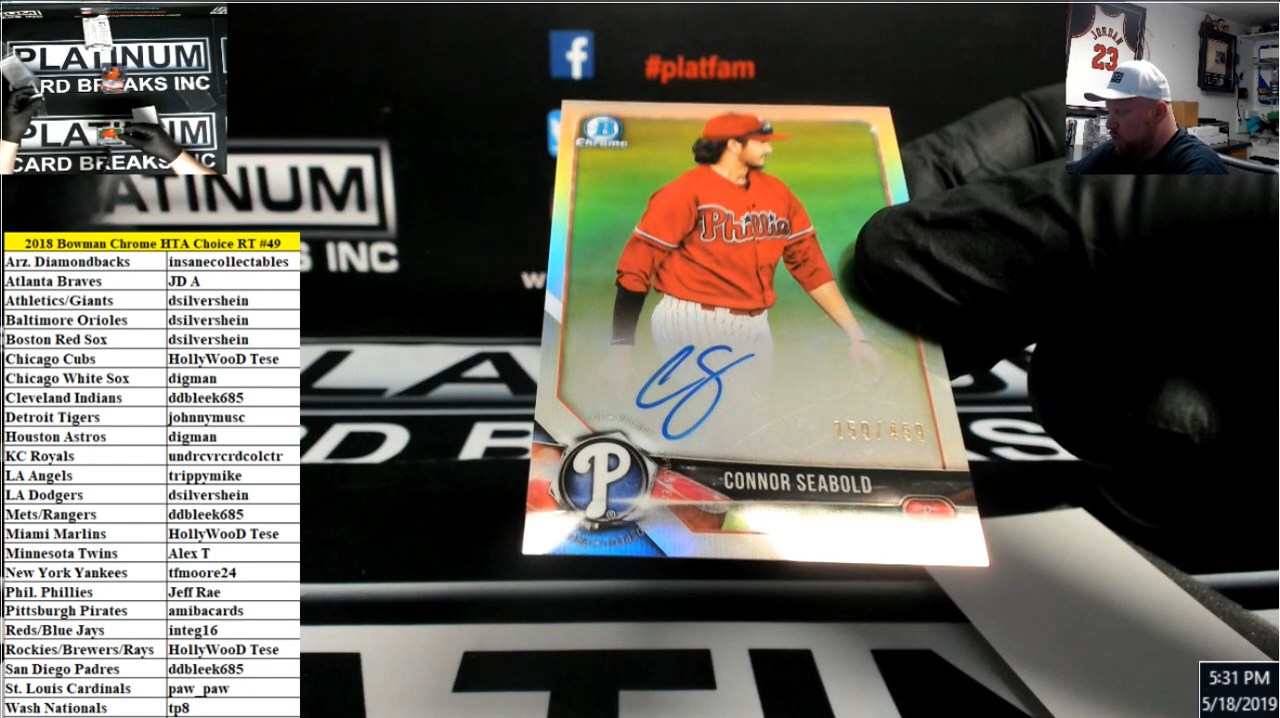 PLATINUM
CARD BREAKS INC
PLATINUM
CARD BREAKS INC
#platfam
JORDAN
23
ATINUM
S INC
Chrome
Phillies
2018 Bowman Chrome HTA Choice RT #49
Arz. Diamondbacks insanecollectables
Atlanta Braves JD A
Athletics/Giants dsilvershein
Baltimore Orioles dsilvershein
Boston Red Sox dsilvershein
Chicago Cubs HollyWooD Tese
Chicago White Sox digman
Cleveland Indians ddbleek685
Detroit Tigers johnnymusc
Houston Astros digman
KC Royals undrcvrcrdcolctr
LA Angels trippymike
LA Dodgers dsilvershein
Mets/Rangers ddbleek685
Miami Marlins HollyWooD Tese
Minnesota Twins Alex T
New York Yankees tfmoore24
Phil. Phillies Jeff Rae
Pittsburgh Pirates amibacards
Reds/Blue Jays integ16
Rockies/Brewers/Rays HollyWooD Tese
San Diego Padres ddbleek685
St. Louis Cardinals paw_paw
Wash Nationals tp8
CS
250/499
P
CONNOR SEABOLD
5:31 PM
5/18/2019